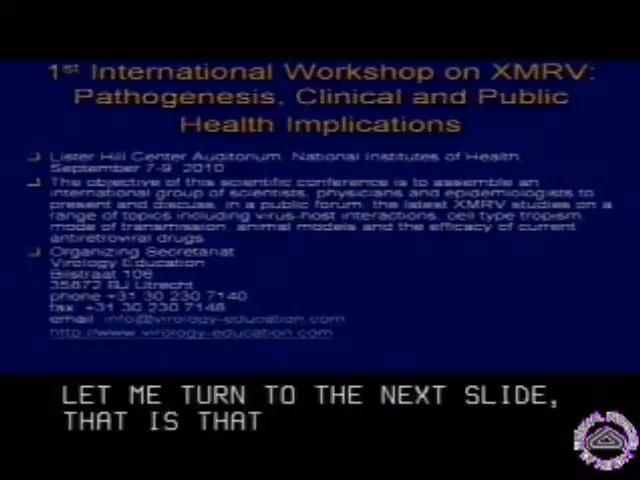 1st International Workshop on XMRV:
Pathogenesis, Clinical and Public
Health Implications
Lister Hill Center Auditorium, National Institutes of Health
September 7-9, 2010
The objective of this scientific conference is to assemble an
international group of scientists, physicians and epidemiologists to
present and discuss, in a public forum, the latest XMRV studies on a
range of topics including virus-host interactions, cell type tropism,
mode of transmission, animal models and the efficacy of current
antiretroviral drugs.
Organizing Secretariat
Virology Education
Biltstraat 106
BJ Utrecht
phone +31 30 230 7140
fax +31 30 230 7148
email info@virology-education.com
http://www.virology-education.com
LET ME TURN TO THE NEXT SLIDE,
THAT IS THAT